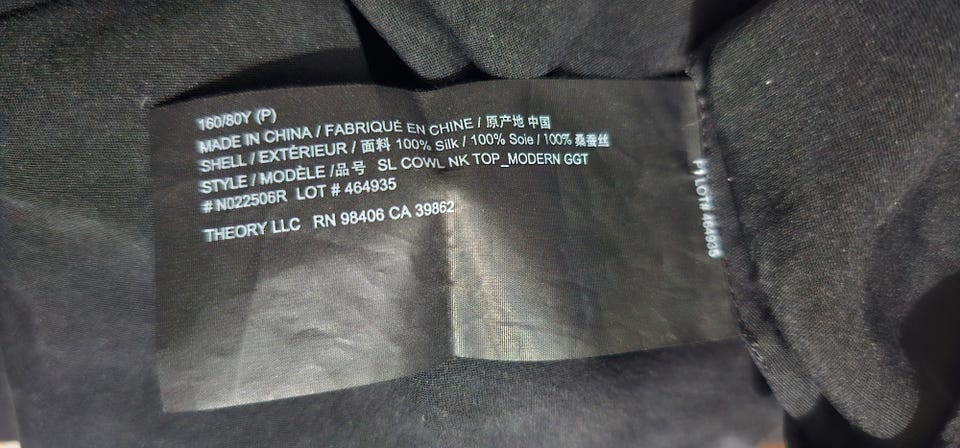 160/80Y (P)
MADE IN CHINA / FABRIQUÉ EN CHINE / 原产地 中国
SHELL / EXTÉRIEUR / 面料 100% Silk / 100% Soie / 100% 桑蚕丝
STYLE / MODÈLE /品号 SL COWL NK TOP_MODERN GGT
# N022506R LOT # 464935
THEORY LLC RN 98406 CA 39862
P) LOT# 464935